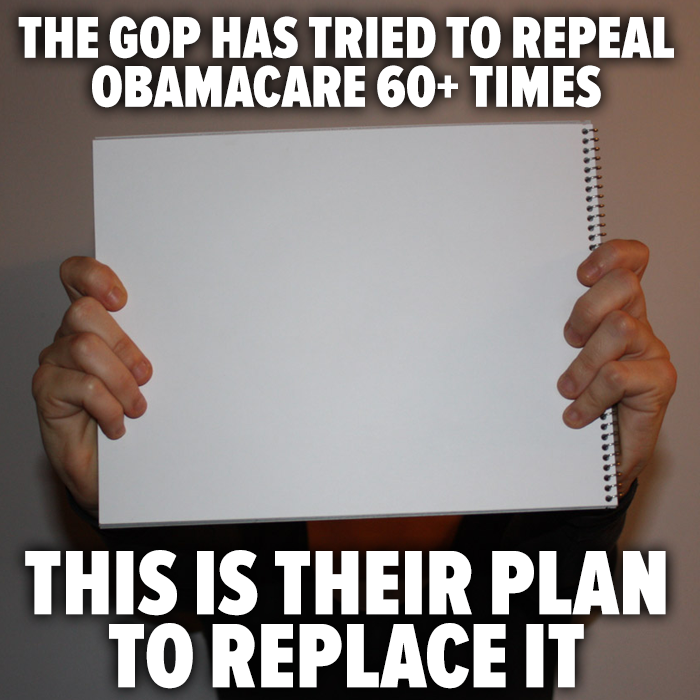 THE GOP HAS TRIED TO REPEAL
OBAMACARE 60+ TIMES
THIS IS THEIR PLAN
TO REPLACE IT